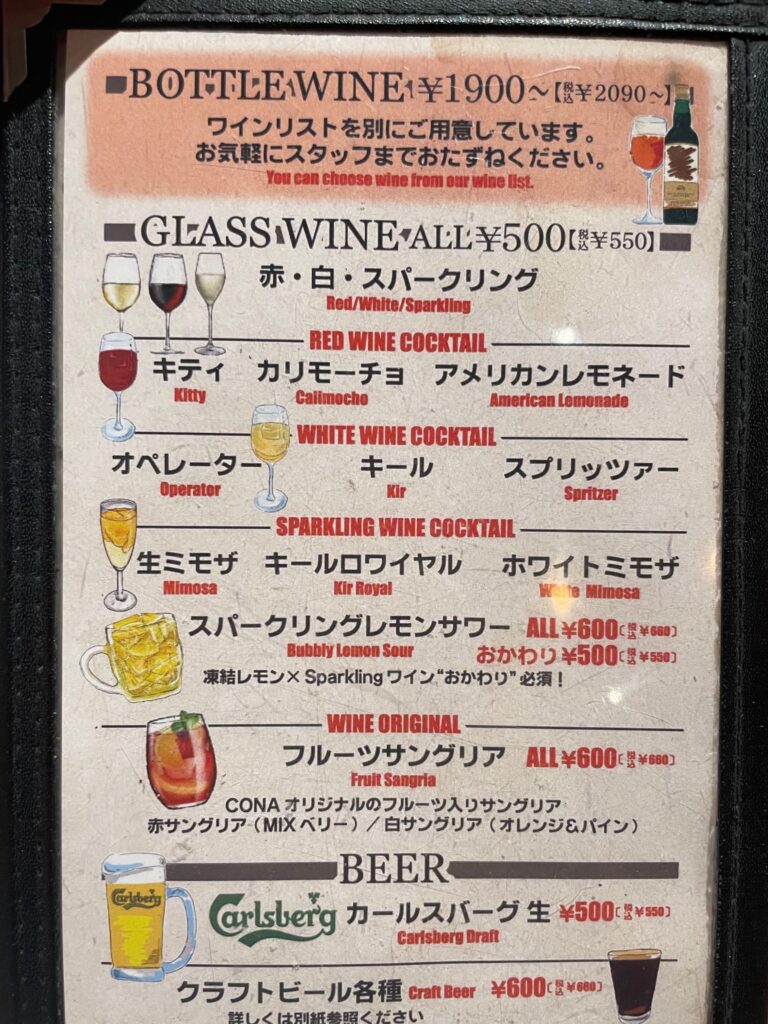 BOTTLE WINE ¥1900～【税込¥2090～】
ワインリストを別にご用意しています。
お気軽にスタッフまでおたずねください。
You can choose wine from our wine list.
GLASS WINE ALL ¥500【税込¥550】
赤・白・スパークリング
Red/White/Sparkling
RED WINE COCKTAIL
キティ カリモーチョ アメリカンレモネード
Kitty Calimocho American Lemonade
WHITE WINE COCKTAIL
オペレーター キール スプリッツァー
Operator Kir Spritzer
SPARKLING WINE COCKTAIL
生ミモザ キールロワイヤル ホワイトミモザ
Mimosa Kir Royal White Mimosa
スパークリングレモンサワー ALL¥600〔税込¥660〕
Bubbly Lemon Sour おかわり¥500〔税込¥550〕
凍結レモン×Sparklingワイン“おかわり”必須！
WINE ORIGINAL
フルーツサングリア ALL¥600〔税込¥660〕
Fruit Sangria
CONAオリジナルのフルーツ入りサングリア
赤サングリア（MIXベリー）／白サングリア（オレンジ&パイン）
BEER
Carlsberg
Carlsberg カールスバーグ 生 ¥500〔税込¥550〕
Carlsberg Draft
クラフトビール各種 Craft Beer ¥600〔税込¥660〕
詳しくは別紙参照ください